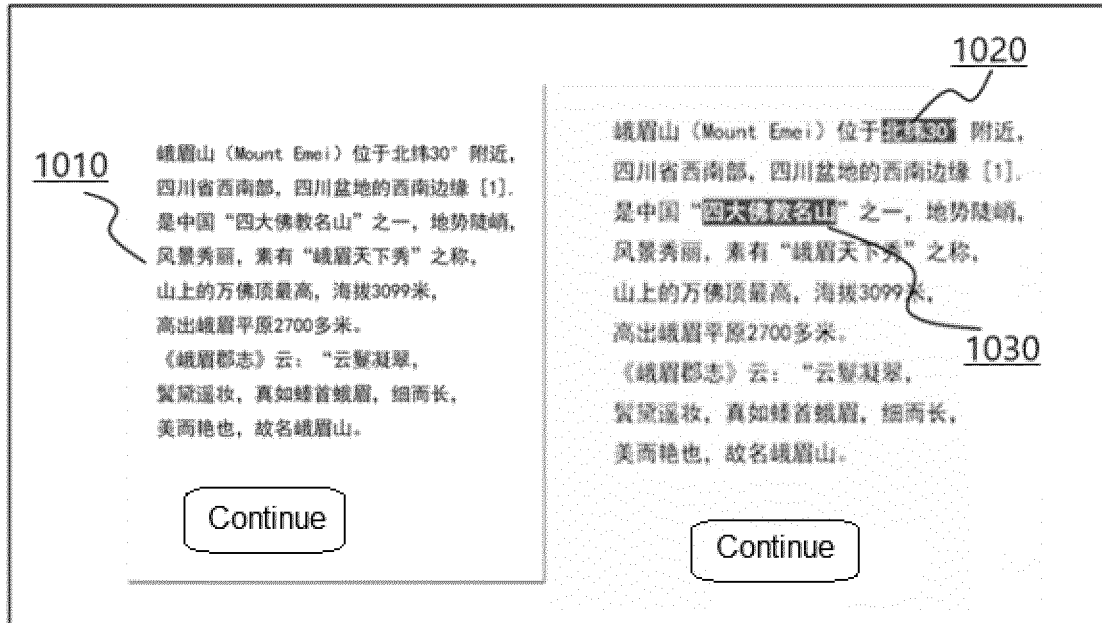 1010
峨眉山（Mount Emei）位于北纬30°附近，
四川省西南部，四川盆地的西南边缘 [1].
是中国“四大佛教名山”之一，地势陡峭，
风景秀丽，素有“峨眉天下秀”之称，
山上的万佛顶最高，海拔3099米，
高出峨眉平原2700多米。
《峨眉郡志》云：“云鬘凝翠，
鬒黛遥妆，真如螓首蛾眉，细而长，
美而艳也，故名峨眉山。
Continue
1020
峨眉山（Mount Emei）位于北纬30°附近，
四川省西南部，四川盆地的西南边缘 [1].
是中国“四大佛教名山”之一，地势陡峭，
风景秀丽，素有“峨眉天下秀”之称，
山上的万佛顶最高，海拔3099米，
高出峨眉平原2700多米。
1030
《峨眉郡志》云：“云鬘凝翠，
鬒黛遥妆，真如螓首蛾眉，细而长，
美而艳也，故名峨眉山。
Continue